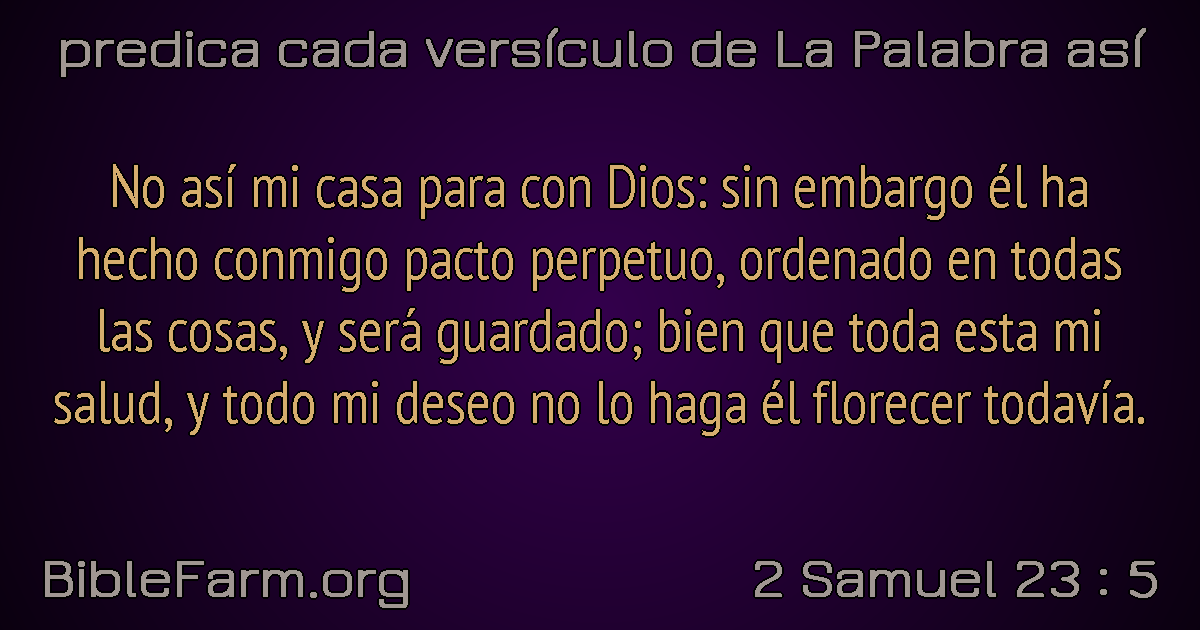 predica cada versículo de La Palabra así
No así mi casa para con Dios: sin embargo él ha
hecho conmigo pacto perpetuo, ordenado en todas
las cosas, y será guardado; bien que toda esta mi
salud, y todo mi deseo no lo haga él florecer todavía.
BibleFarm.org
2 Samuel 23 : 5